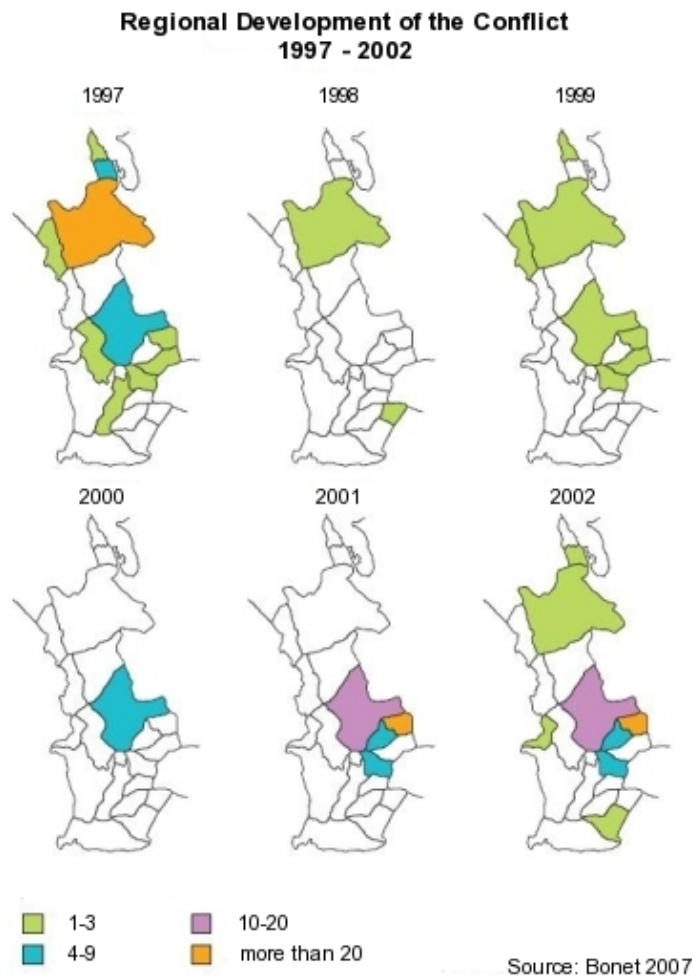 Regional Development of the Conflict
1997 - 2002
1997
1998
1999
2000
2001
2002
1-3
10-20
4-9
more than 20
Source: Bonet 2007